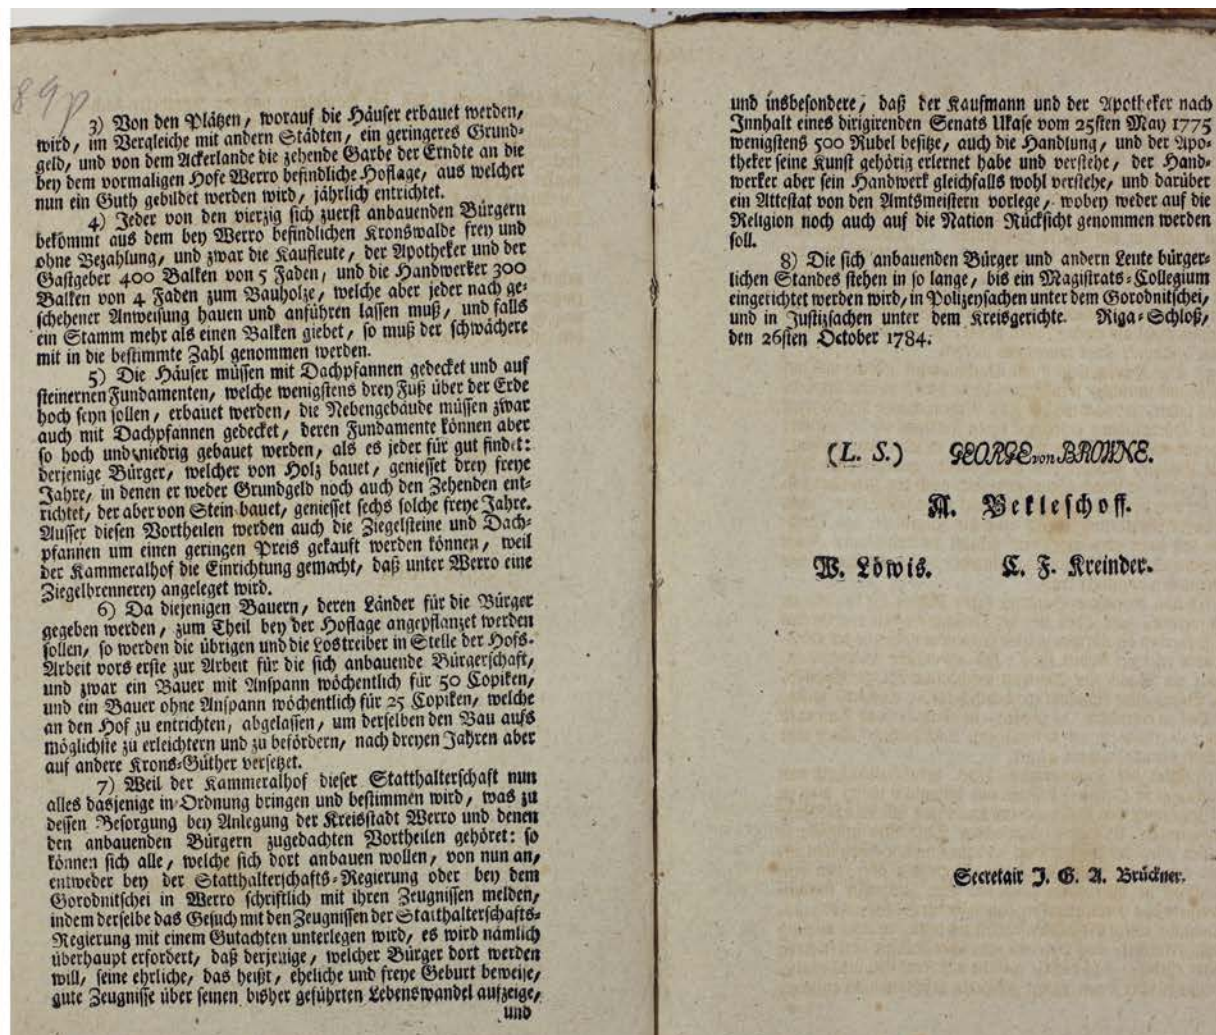 89p
3) Von den Plätzen, worauf die Häuser erbauet werden,
wird, im Vergleiche mit andern Städten, ein geringeres Grund-
geld, und von dem Ackerlande die zehende Garbe der Erndte an die
bey dem vormaligen Hofe Werro befindliche Hoflage, aus welcher
nun ein Guth gebildet werden wird, jährlich entrichtet.
4) Jeder von den vierzig sich zuerst anbauenden Bürgern
bekömmt aus dem bey Werro befindlichen Kronswalde frey und
ohne Bezahlung, und zwar die Kaufleute, der Apotheker und der
Gastgeber 400 Balken von 5 Faden, und die Handwerker 300
Balken von 4 Faden zum Bauholze, welche aber jeder nach ge-
schehener Anweisung hauen und anführen lassen muß, und falls
ein Stamm mehr als einen Balken giebet, so muß der schwächere
mit in die bestimmte Zahl genommen werden.
5) Die Häuser müssen mit Dachpfannen gedecket und auf
steinernen Fundamenten, welche wenigstens drey Fuß über der Erde
hoch seyn sollen, erbauet werden, die Nebengebäude müssen zwar
auch mit Dachpfannen gedecket, deren Fundamente können aber
so hoch und niedrig gebauet werden, als es jeder für gut findet:
derjenige Bürger, welcher von Holz bauet, geniesset drey freye
Jahre, in denen er weder Grundgeld noch auch den Zehenden ent-
richtet, der aber von Stein bauet, geniesset sechs solche freye Jahre.
Ausser diesen Vortheilen werden auch die Ziegelsteine und Dach-
pfannen um einen geringen Preis gekauft werden können, weil
der Kammeralhof die Einrichtung gemacht, daß unter Werro eine
Ziegelbrennerey angeleget wird.
6) Da diejenigen Bauern, deren Länder für die Bürger
gegeben werden, zum Theil bey der Hoflage angepflanzet werden
sollen, so werden die übrigen und die Lostreiber in Stelle der Hofs-
Arbeit vors erste zur Arbeit für die sich anbauende Bürgerschaft,
und zwar ein Bauer mit Anspann wöchentlich für 50 Copiken,
und ein Bauer ohne Anspann wöchentlich für 25 Copiken, welche
an den Hof zu entrichten, abgelassen, um derselben den Bau aufs
möglichste zu erleichtern und zu befördern, nach dreyen Jahren aber
auf andere Krons-Güther versetzet.
7) Weil der Kammeralhof dieser Statthalterschaft nun
alles dasjenige in Ordnung bringen und bestimmen wird, was zu
dessen Besorgung bey Anlegung der Kreisstadt Werro und denen
den anbauenden Bürgern zugedachten Vortheilen gehöret: so
können sich alle, welche sich dort anbauen wollen, von nun an,
entweder bey der Statthalterschafts-Regierung oder bey dem
Gorodnitschei in Werro schriftlich mit ihren Zeugnissen melden,
indem derselbe das Gesuch mit den Zeugnissen der Statthalterschafts-
Regierung mit einem Gutachten unterlegen wird, es wird nämlich
überhaupt erfordert, daß derjenige, welcher Bürger dort werden
will, seine ehrliche, das heißt, eheliche und freye Geburt beweise,
gute Zeugnisse über seinen bisher geführten Lebenswandel aufzeige,
und
und insbesondere, daß der Kaufmann und der Apotheker nach
Innhalt eines dirigirenden Senats Ukase vom 25sten May 1775
wenigstens 500 Rubel besitze, auch die Handlung, und der Apo-
theker seine Kunst gehörig erlernet habe und verstehe, der Hand-
werker aber sein Handwerk gleichfalls wohl verstehe, und darüber
ein Attestat von den Amtsmeistern vorlege, wobey weder auf die
Religion noch auch auf die Nation Rücksicht genommen werden
soll.
8) Die sich anbauenden Bürger und andern Leute bürger-
lichen Standes stehen in so lange, bis ein Magistrats-Collegium
eingerichtet werden wird, in Polizeysachen unter dem Gorodnitschei,
und in Justizsachen unter dem Kreisgerichte. Riga-Schloß,
den 26sten October 1784.
(L. S.) GEORGE von BROWNE.
A. Bekleschoff.
W. Löwis. C. F. Kreinder.
Secretair J. G. A. Brückner.